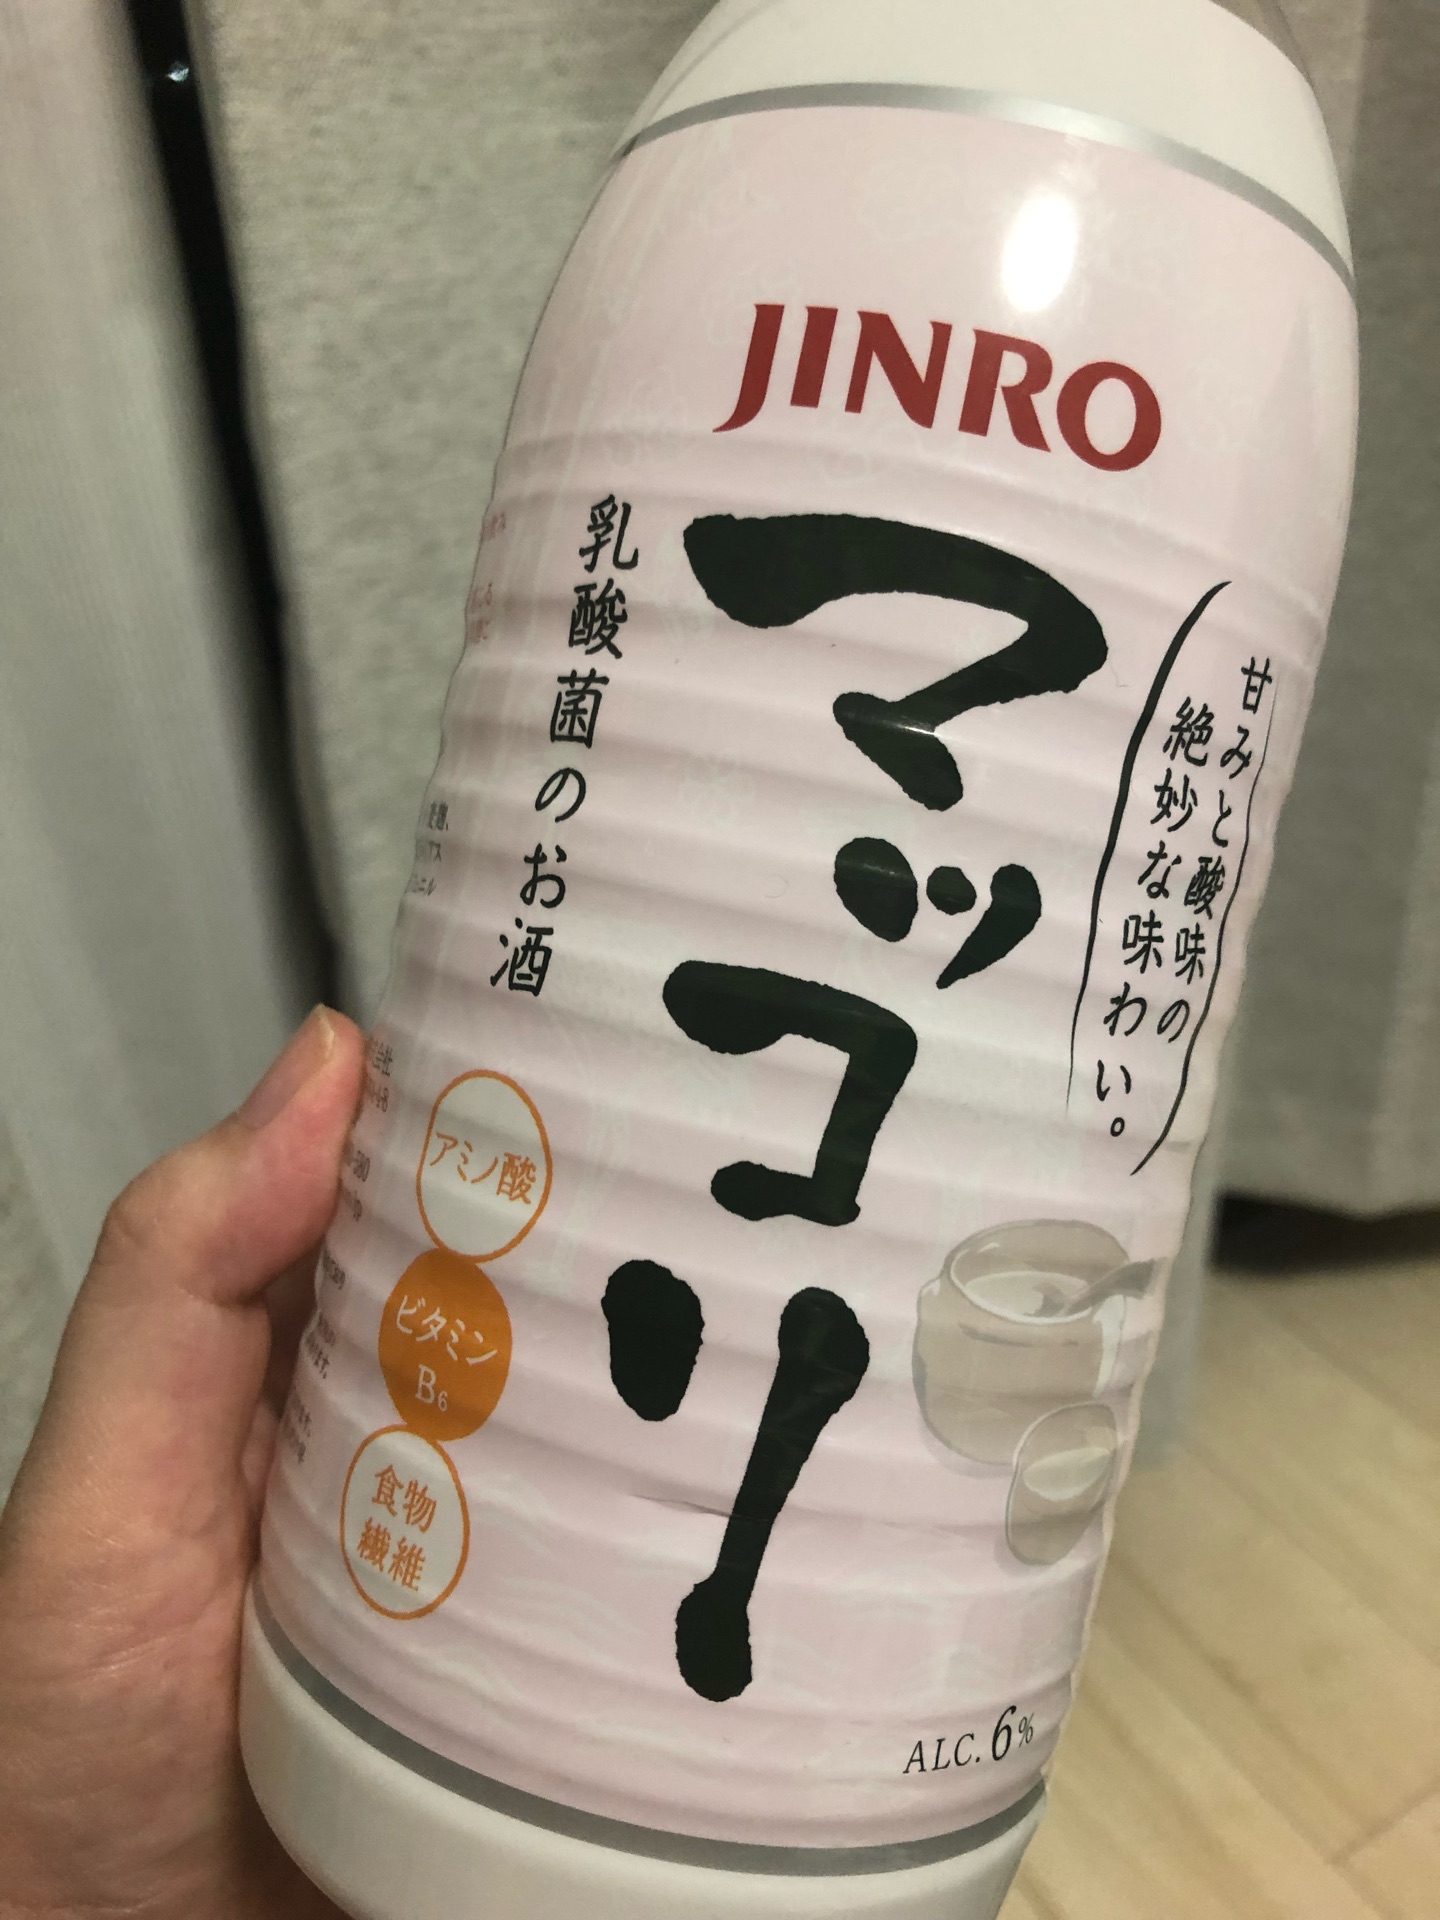 JINRO
マッコリ
甘みと酸味の
絶妙な味わい。
乳酸菌のお酒
アミノ酸
ビタミン
B6
食物
繊維
ALC.6%